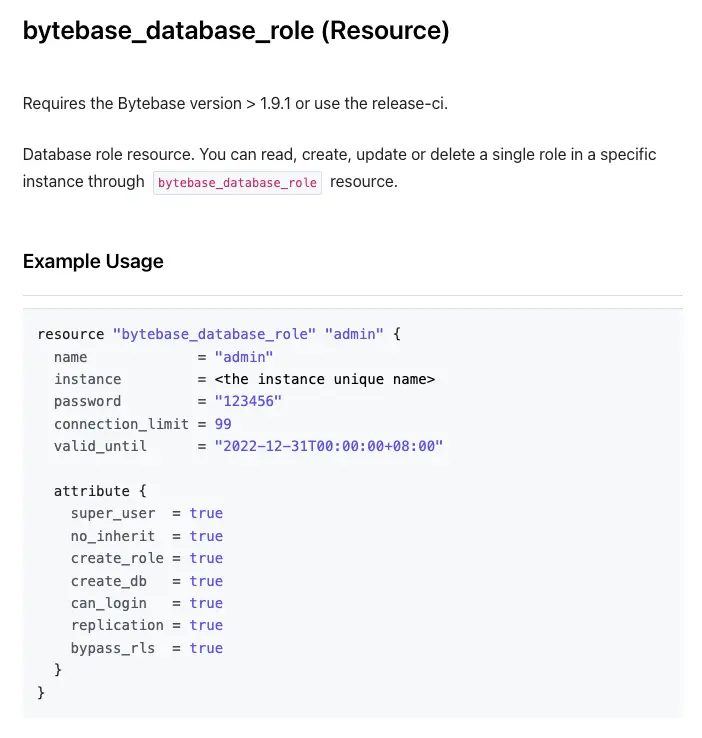 bytebase_database_role (Resource)
Requires the Bytebase version > 1.9.1 or use the release-ci.
Database role resource. You can read, create, update or delete a single role in a specific
instance through bytebase_database_role resource.
Example Usage
resource "bytebase_database_role" "admin" {
  name             = "admin"
  instance         = <the instance unique name>
  password         = "123456"
  connection_limit = 99
  valid_until      = "2022-12-31T00:00:00+08:00"

  attribute {
    super_user  = true
    no_inherit  = true
    create_role = true
    create_db   = true
    can_login   = true
    replication = true
    bypass_rls  = true
  }
}